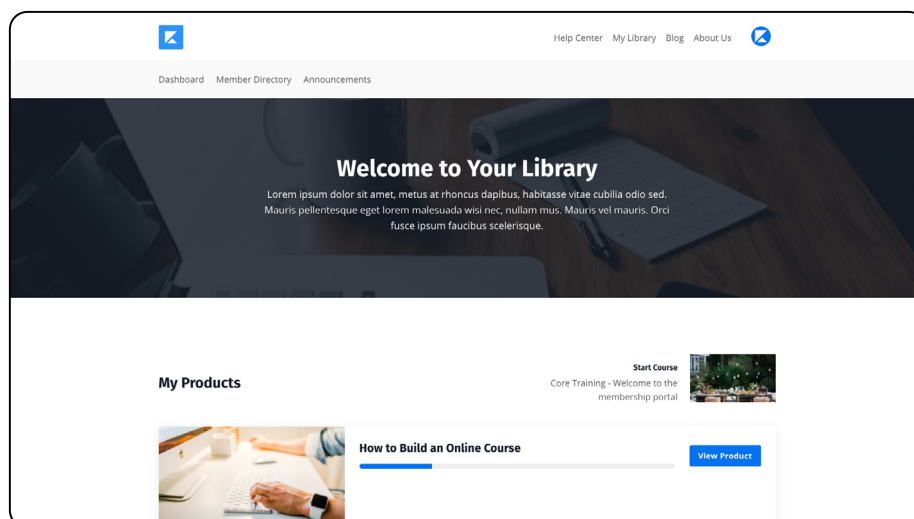 Help Center My Library Blog About Us
Dashboard Member Directory Announcements
Welcome to Your Library
Lorem ipsum dolor sit amet, metus at rhoncus dapibus, habitasse vitae cubilia odio sed.
Mauris pellentesque eget lorem malesuada wisi nec, nullam mus. Mauris vel mauris. Orci
fusce ipsum faucibus scelerisque.
My Products
Start Course
Core Training - Welcome to the
membership portal
How to Build an Online Course
View Product